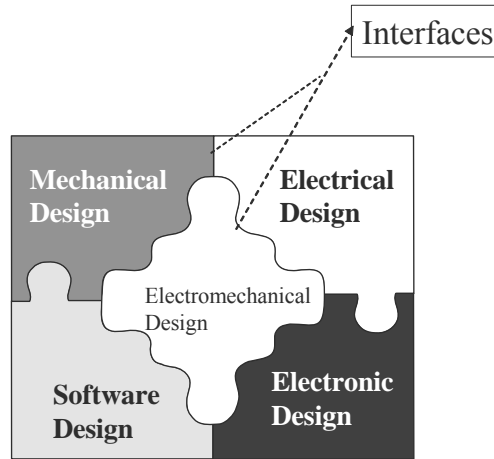 Interfaces
Mechanical
Design
Electrical
Design
Electromechanical
Design
Software
Design
Electronic
Design